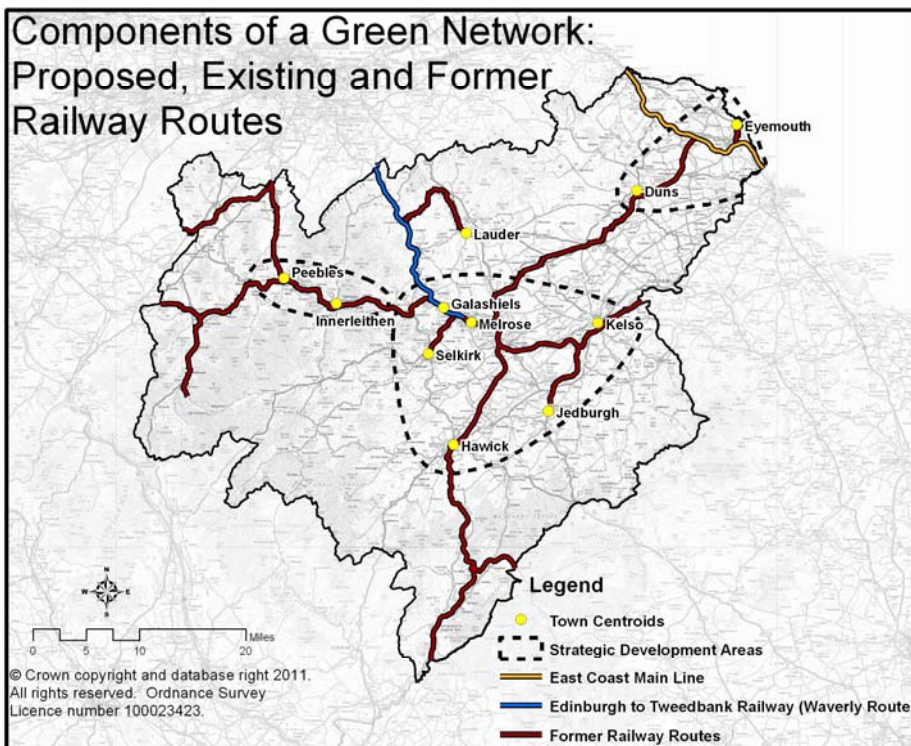 Components of a Green Network:
Proposed, Existing and Former
Railway Routes
Eyemouth
Duns
Lauder
Peebles
Innerleithen
Galashiels
Melrose
Kelso
Selkirk
Jedburgh
Hawick
N
W E
S
0 5 10 20 Miles
© Crown copyright and database right 2011.
All rights reserved. Ordnance Survey
Licence number 100023423.
Legend
Town Centroids
Strategic Development Areas
East Coast Main Line
Edinburgh to Tweedbank Railway (Waverly Route
Former Railway Routes